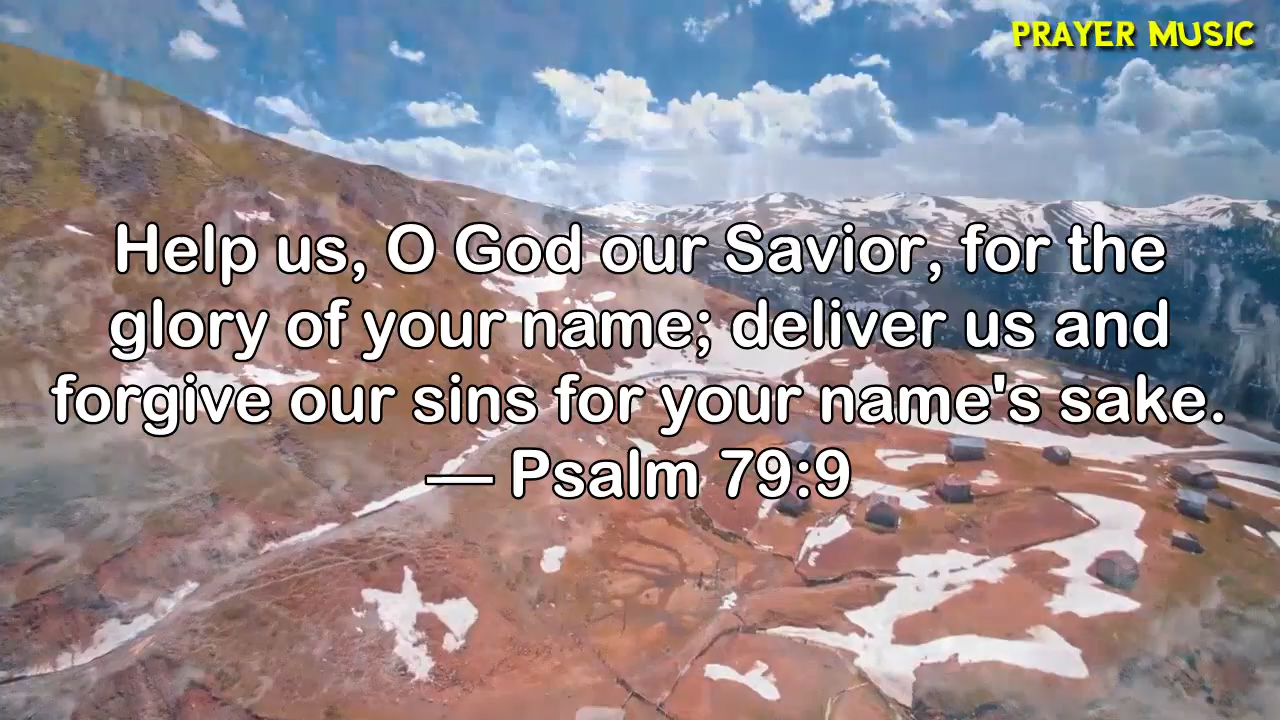 PRAYER MUSIC
Help us, O God our Savior, for the
glory of your name; deliver us and
forgive our sins for your name's sake.
— Psalm 79:9